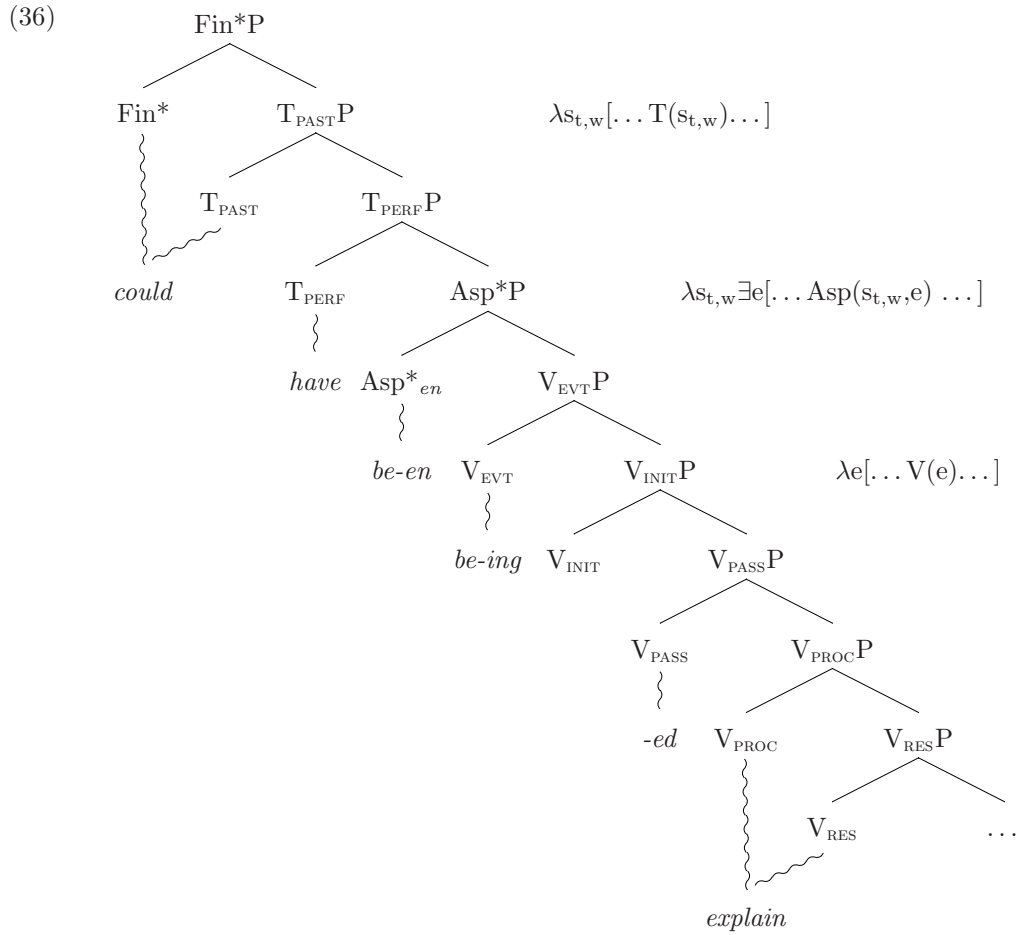 (36)
Fin*P
Fin* T_PAST P λs_t,w[… T(s_t,w)… ]
T_PAST T_PERF P
could T_PERF Asp*P λs_t,w∃e[… Asp(s_t,w,e) … ]
have Asp*_en V_EVT P
be-en V_EVT V_INIT P λe[… V(e)… ]
be-ing V_INIT V_PASS P
V_PASS V_PROC P
-ed V_PROC V_RES P
V_RES …
explain